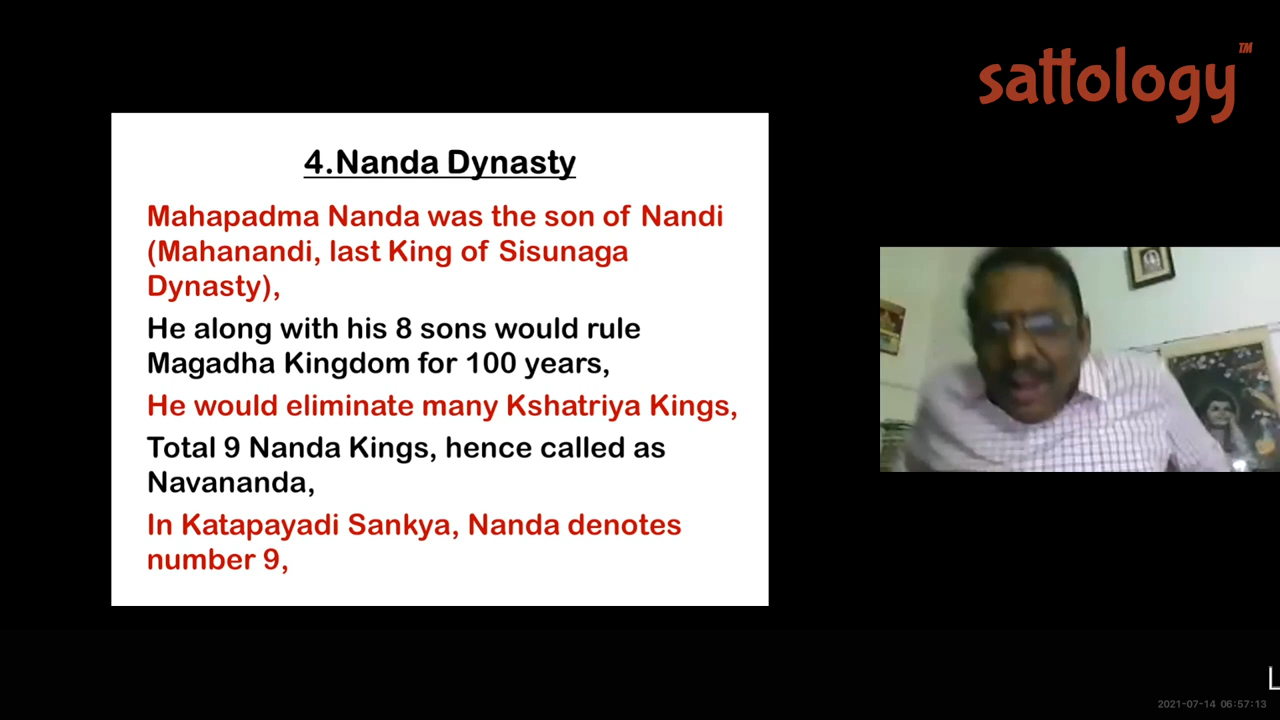 sattology™
4.Nanda Dynasty
Mahapadma Nanda was the son of Nandi
(Mahanandi, last King of Sisunaga
Dynasty),
He along with his 8 sons would rule
Magadha Kingdom for 100 years,
He would eliminate many Kshatriya Kings,
Total 9 Nanda Kings, hence called as
Navananda,
In Katapayadi Sankya, Nanda denotes
number 9,
L
2021-07-14 06:57:13